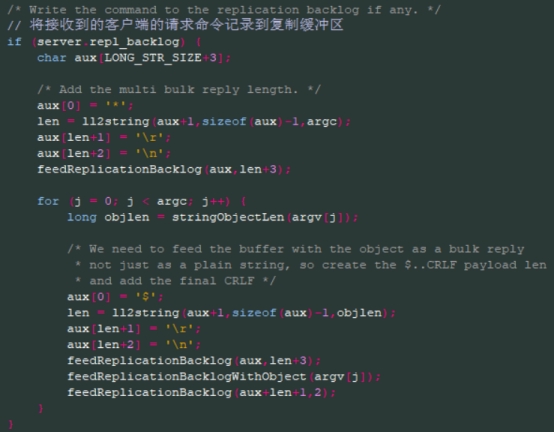 /* Write the command to the replication backlog if any. */
// 将接收到的客户端的请求命令记录到复制缓冲区
if (server.repl_backlog) {
    char aux[LONG_STR_SIZE+3];

    /* Add the multi bulk reply length. */
    aux[0] = '*';
    len = ll2string(aux+1,sizeof(aux)-1,argc);
    aux[len+1] = '\r';
    aux[len+2] = '\n';
    feedReplicationBacklog(aux,len+3);

    for (j = 0; j < argc; j++) {
        long objlen = stringObjectLen(argv[j]);

        /* We need to feed the buffer with the object as a bulk reply
         * not just as a plain string, so create the $..CRLF payload len
         * and add the final CRLF */
        aux[0] = '$';
        len = ll2string(aux+1,sizeof(aux)-1,objlen);
        aux[len+1] = '\r';
        aux[len+2] = '\n';
        feedReplicationBacklog(aux,len+3);
        feedReplicationBacklogWithObject(argv[j]);
        feedReplicationBacklog(aux+len+1,2);
    }
}